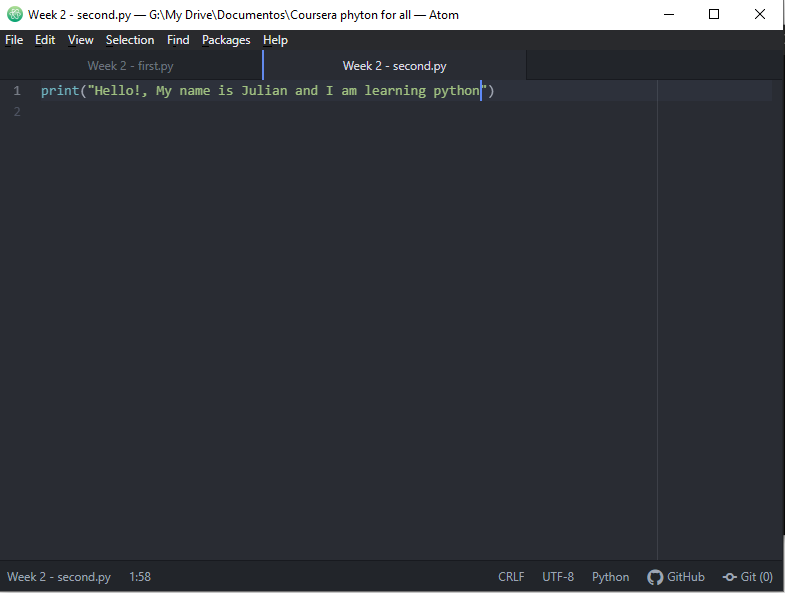 Week 2 - second.py — G:\My Drive\Documentos\Coursera phyton for all — Atom
File Edit View Selection Find Packages Help
Week 2 - first.py Week 2 - second.py
1 print("Hello!, My name is Julian and I am learning python")
2
Week 2 - second.py 1:58 CRLF UTF-8 Python GitHub Git (0)